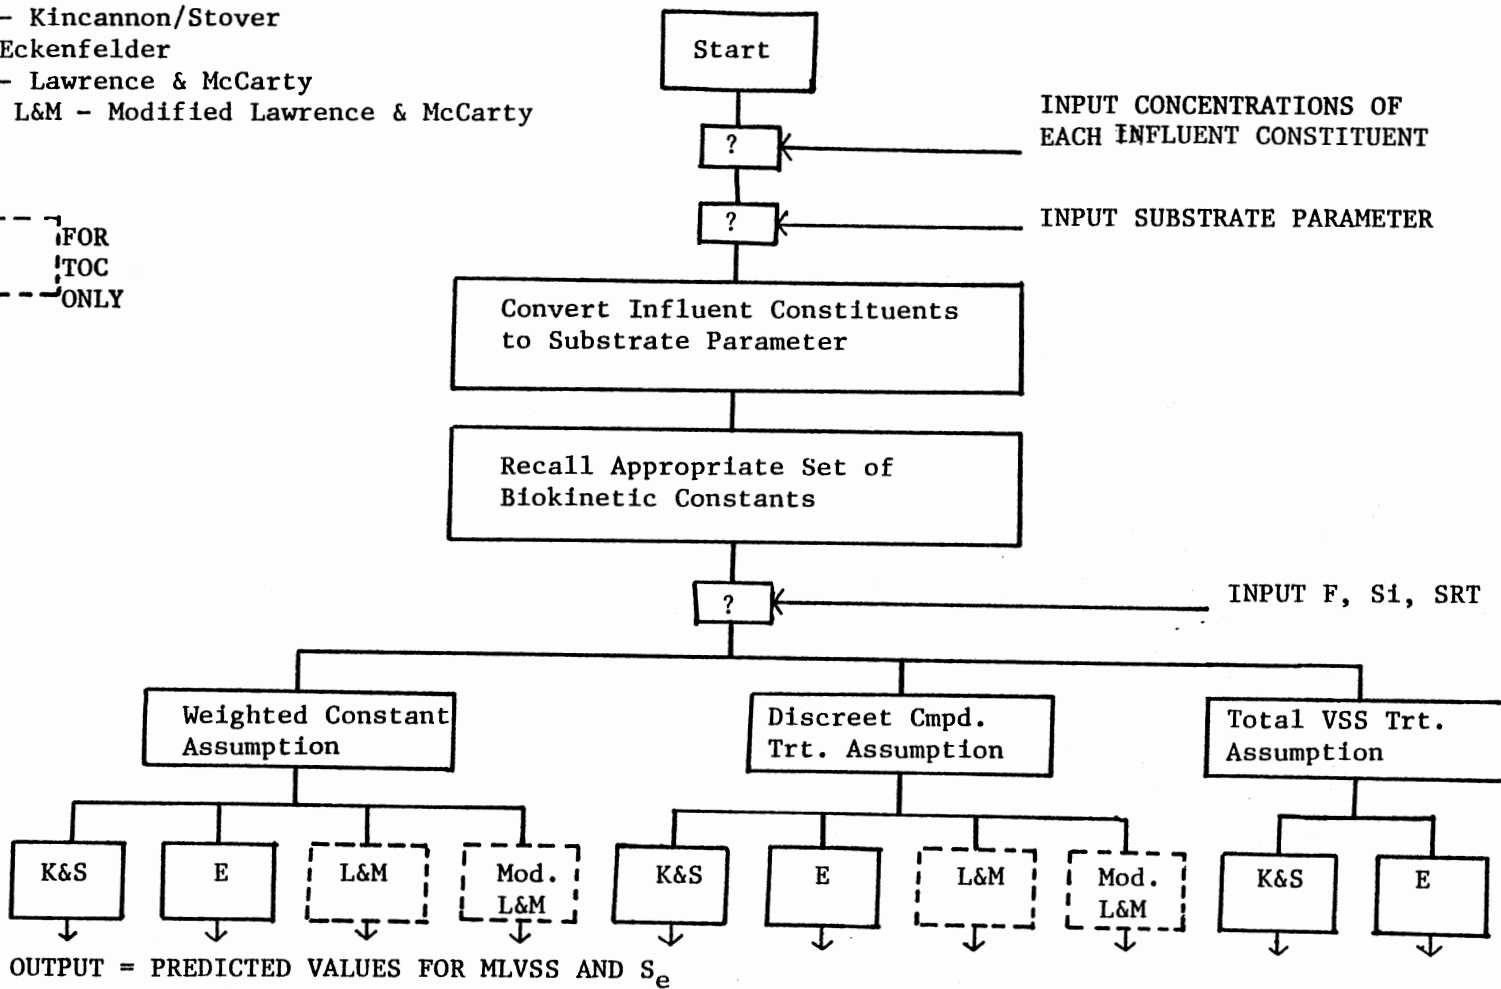 – Kincannon/Stover
Eckenfelder
– Lawrence & McCarty
L&M – Modified Lawrence & McCarty
FOR
TOC
ONLY
Start
?
INPUT CONCENTRATIONS OF
EACH INFLUENT CONSTITUENT
?
INPUT SUBSTRATE PARAMETER
Convert Influent Constituents
to Substrate Parameter
Recall Appropriate Set of
Biokinetic Constants
?
INPUT F, Si, SRT
Weighted Constant
Assumption
Discreet Cmpd.
Trt. Assumption
Total VSS Trt.
Assumption
K&S
E
L&M
Mod.
L&M
K&S
E
L&M
Mod.
L&M
K&S
E
OUTPUT = PREDICTED VALUES FOR MLVSS AND Se